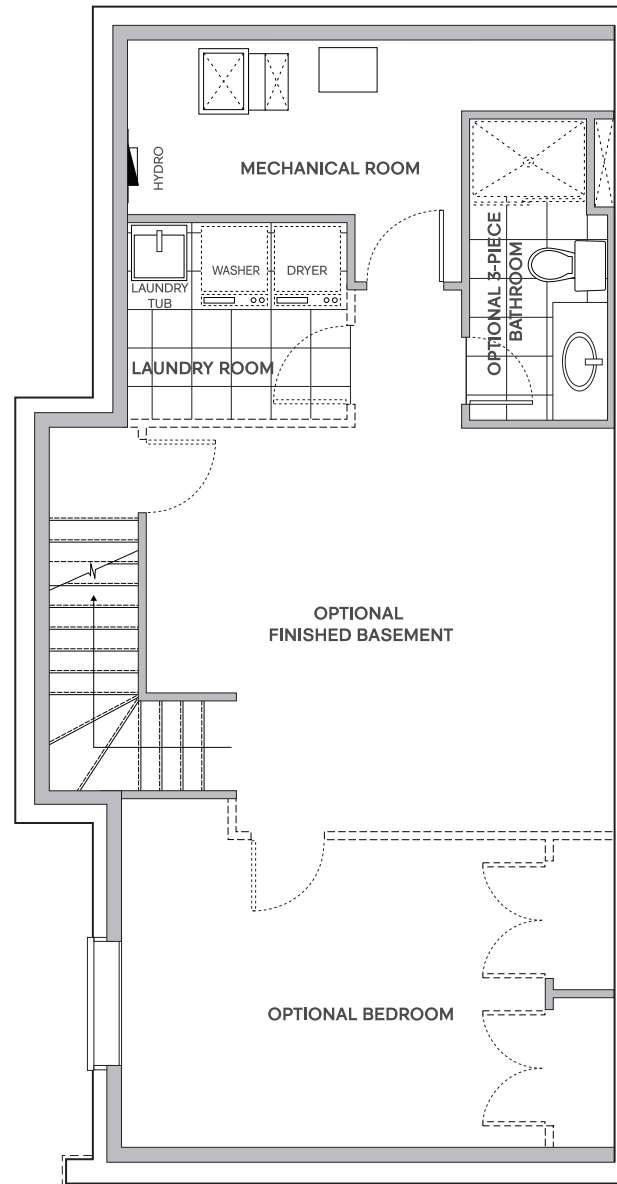 MECHANICAL ROOM
HYDRO
OPTIONAL 3-PIECE
BATHROOM
WASHER
DRYER
LAUNDRY
TUB
LAUNDRY ROOM
OPTIONAL
FINISHED BASEMENT
OPTIONAL BEDROOM